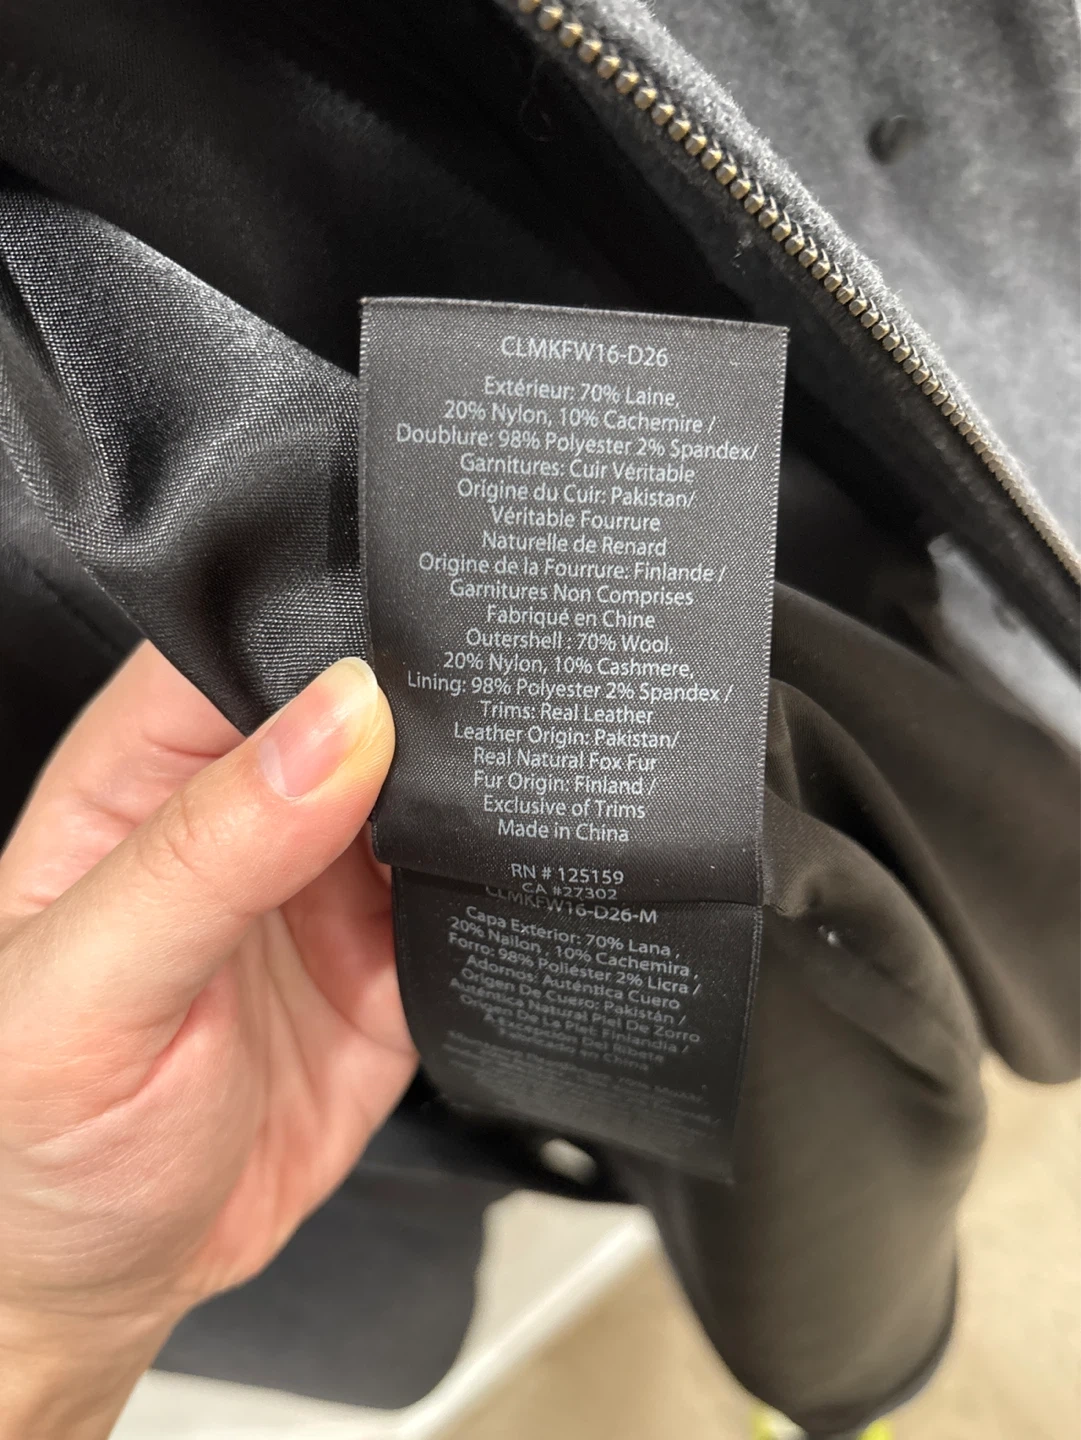 CLMKFW16-D26
Extérieur: 70% Laine,
20% Nylon, 10% Cachemire /
Doublure: 98% Polyester 2% Spandex/
Garnitures: Cuir Véritable
Origine du Cuir: Pakistan/
Véritable Fourrure
Naturelle de Renard
Origine de la Fourrure: Finlande /
Garnitures Non Comprises
Fabriqué en Chine
Outershell : 70% Wool,
20% Nylon, 10% Cashmere,
Lining: 98% Polyester 2% Spandex /
Trims: Real Leather
Leather Origin: Pakistan/
Real Natural Fox Fur
Fur Origin: Finland /
Exclusive of Trims
Made in China
RN # 125159
CA #27302
CLMKFW16-D26-M
Capa Exterior: 70% Lana ,
20% Nailon , 10% Cachemira ,
Forro: 98% Poliéster 2% Licra /
Adornos: Auténtica Cuero
Origen De Cuero: Pakistán /
Auténtica Natural Piel De Zorro
Origen De La Piel: Finlandia /
A Excepción Del Ribete
Fabricado en China